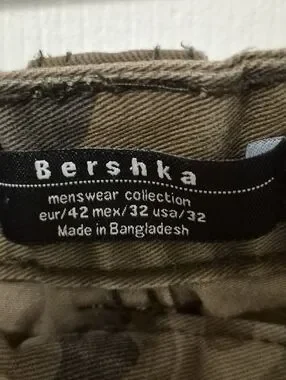 Bershka
menswear collection
eur/42 mex/32 usa/32
Made in Bangladesh